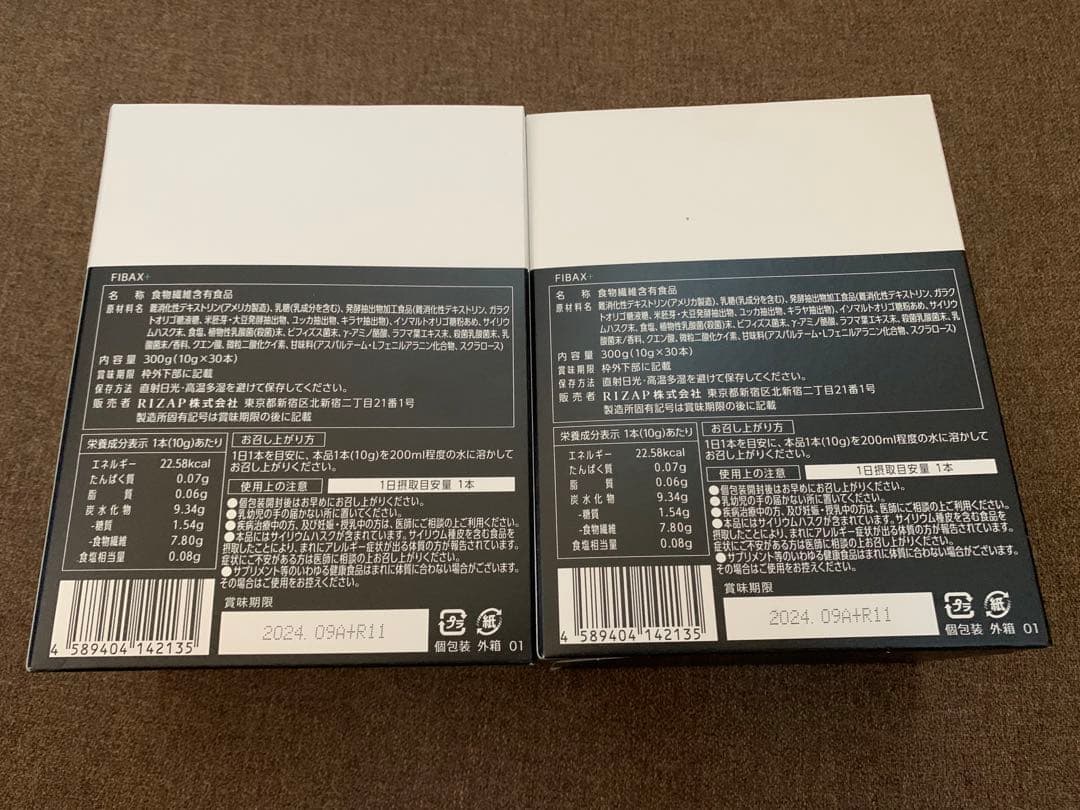 FIBAX+
名 称 食物繊維含有食品
原材料名 難消化性デキストリン(アメリカ製造)、乳糖(乳成分を含む)、発酵抽出物加工食品(難消化性デキストリン、ガラク
トオリゴ糖液糖、米胚芽・大豆発酵抽出物、ユッカ抽出物、キラヤ抽出物)、イソマルトオリゴ糖粉あめ、サイリウ
ムハスク末、食塩、植物性乳酸菌(殺菌)末、ビフィズス菌末、γ-アミノ酪酸、ラフマ葉エキス末、殺菌乳酸菌末、乳
酸菌末/香料、クエン酸、微粒二酸化ケイ素、甘味料(アスパルテーム・Lフェニルアラニン化合物、スクラロース)
内容量 300g(10g×30本)
賞味期限 枠外下部に記載
保存方法 直射日光・高温多湿を避けて保存してください。
販売者 RIZAP株式会社 東京都新宿区北新宿二丁目21番1号
製造所固有記号は賞味期限の後に記載
栄養成分表示 1本(10g)あたり
エネルギー 22.58kcal
たんぱく質 0.07g
脂質 0.06g
炭水化物 9.34g
-糖質 1.54g
-食物繊維 7.80g
食塩相当量 0.08g
お召し上がり方
1日1本を目安に、本品1本(10g)を200ml程度の水に溶かして
お召し上がりください。
使用上の注意 1日摂取目安量 1本
●個包装開封後はお早めにお召し上がりください。
●乳幼児の手の届かない所に置いてください。
●疾病治療中の方、及び妊娠・授乳中の方は、医師にご相談の上ご利用ください。
●本品にはサイリウムハスクが含まれています。サイリウム種皮を含む食品を
摂取したことにより、まれにアレルギー症状が出る体質の方が報告されています。
症状にご不安がある方は医師に相談の上お召し上がりください。
●サプリメント等のいわゆる健康食品はまれに体質に合わない場合がございます。
その場合はご使用をお控えください。
賞味期限
2024.09A+R11
4 589404 142135
プラ 紙
個包装 外箱 01
FIBAX+
名 称 食物繊維含有食品
原材料名 難消化性デキストリン(アメリカ製造)、乳糖(乳成分を含む)、発酵抽出物加工食品(難消化性デキストリン、ガラク
トオリゴ糖液糖、米胚芽・大豆発酵抽出物、ユッカ抽出物、キラヤ抽出物)、イソマルトオリゴ糖粉あめ、サイリウ
ムハスク末、食塩、植物性乳酸菌(殺菌)末、ビフィズス菌末、γ-アミノ酪酸、ラフマ葉エキス末、殺菌乳酸菌末、乳
酸菌末/香料、クエン酸、微粒二酸化ケイ素、甘味料(アスパルテーム・Lフェニルアラニン化合物、スクラロース)
内容量 300g(10g×30本)
賞味期限 枠外下部に記載
保存方法 直射日光・高温多湿を避けて保存してください。
販売者 RIZAP株式会社 東京都新宿区北新宿二丁目21番1号
製造所固有記号は賞味期限の後に記載
栄養成分表示 1本(10g)あたり
エネルギー 22.58kcal
たんぱく質 0.07g
脂質 0.06g
炭水化物 9.34g
-糖質 1.54g
-食物繊維 7.80g
食塩相当量 0.08g
お召し上がり方
1日1本を目安に、本品1本(10g)を200ml程度の水に溶かして
お召し上がりください。
使用上の注意 1日摂取目安量 1本
●個包装開封後はお早めにお召し上がりください。
●乳幼児の手の届かない所に置いてください。
●疾病治療中の方、及び妊娠・授乳中の方は、医師にご相談の上ご利用ください。
●本品にはサイリウムハスクが含まれています。サイリウム種皮を含む食品を
摂取したことにより、まれにアレルギー症状が出る体質の方が報告されています。
症状にご不安がある方は医師に相談の上お召し上がりください。
●サプリメント等のいわゆる健康食品はまれに体質に合わない場合がございます。
その場合はご使用をお控えください。
賞味期限
2024.09A+R11
4 589404 142135
プラ 紙
個包装 外箱 01